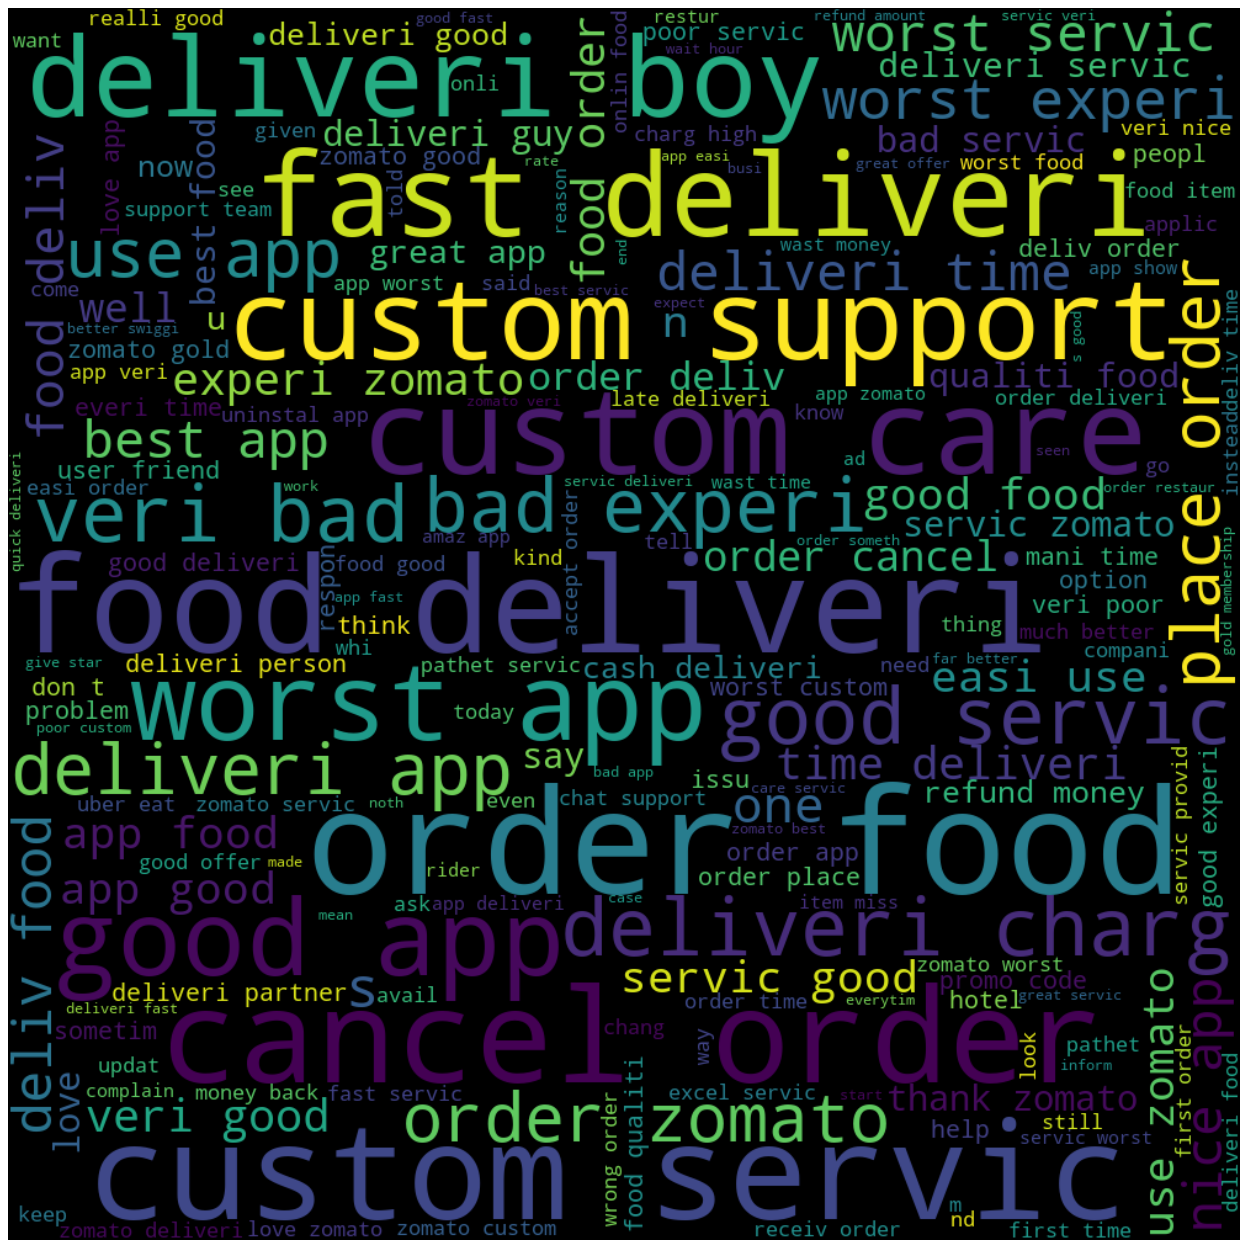 realli good
good fast
restur
refund amount
servic veri
want
deliveri good
poor servic
worst servic
deliveri boy
onli
food order
onlin food
wait hour
deliveri servic
worst experi
given
deliveri guy
charg high
bad servic
veri nice
food deliv
love app
now
best food
zomato good
told
rate
reason
app easi
busi
great offer
worst food
peopl
see
fast deliveri
food item
support team
applic
use app
great app
end
wast money
deliv order
come
well
app worst
said
best servic
deliveri time
expect
app show
better swiggi
u
custom support
n
s good
place order
insteaddeliv time
zomato gold
app veri
experi zomato
order deliv
qualiti food
everi time
uninstal app
zomato veri
late deliveri
know
app zomato
order deliveri
best app
custom care
seen
go
ad
user friend
quick deliveri
easi order
work
servic deliveri
wast time
good food
order restaur
veri bad
bad experi
accept order
servic zomato
amaz app
tell
order someth
good deliveri
respon
food good
kind
order cancel
mani time
food deliveri
app fast
option
gold membership
think
veri poor
thing
much better
whi
compani
give star
deliveri person
pathet servic
cash deliveri
need
far better
don t
worst app
worst custom
easi use
problem
today
good servic
poor custom
deliveri app
say
bad app
issu
time deliveri
uber eat
zomato servic
noth
even
chat support
care servic
one
refund money
servic provid
good experi
app food
order food
zomato best
good offer
made
rider
order app
order place
deliv food
app good
mean
ask
app deliveri
case
item miss
good app
deliveri charg
servic good
zomato worst
deliveri partner
s
avail
order time
everytim
promo code
hotel
great servic
deliveri fast
sometim
cancel order
chang
way
look
pathet
use zomato
first order
nice app
updat
inform
deliveri food
love
complain
money back
fast servic
excel servic
start
thank zomato
veri good
order zomato
wrong order
food qualiti
help
still
servic worst
custom servic
m
keep
zomato deliveri
love zomato
zomato custom
receiv order
nd
first time